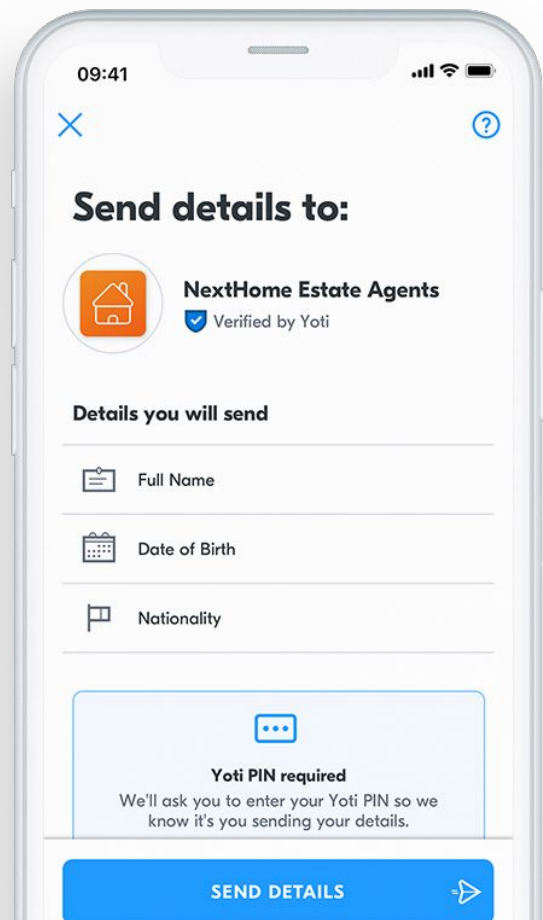 09:41
Send details to:
NextHome Estate Agents
Verified by Yoti
Details you will send
Full Name
Date of Birth
Nationality
Yoti PIN required
We'll ask you to enter your Yoti PIN so we
know it's you sending your details.
SEND DETAILS